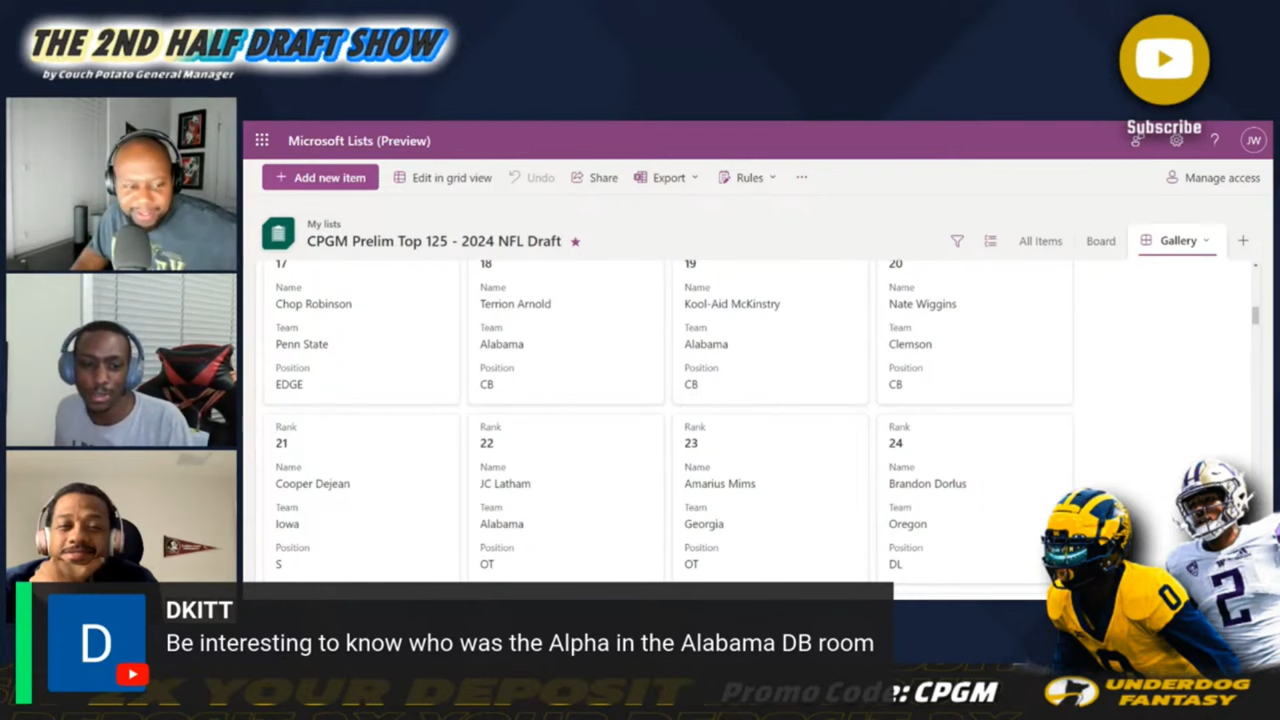 THE 2ND HALF DRAFT SHOW
by Couch Potato General Manager
Subscribe
Microsoft Lists (Preview)
?
JW
+ Add new item
Edit in grid view
Undo
Share
Export
Rules
...
Manage access
My lists
CPGM Prelim Top 125 - 2024 NFL Draft ★
All Items
Board
Gallery
+
17 18 19 20
Name Name Name Name
Chop Robinson Terrion Arnold Kool-Aid McKinstry Nate Wiggins
Team Team Team Team
Penn State Alabama Alabama Clemson
Position Position Position Position
EDGE CB CB CB
Rank Rank Rank Rank
21 22 23 24
Name Name Name Name
Cooper Dejean JC Latham Amarius Mims Brandon Dorlus
Team Team Team Team
Iowa Alabama Georgia Oregon
Position Position Position Position
S OT OT DL
0
W
2
D
DKITT
Be interesting to know who was the Alpha in the Alabama DB room
2X YOUR DEPOSIT
Promo Code: CPGM
UNDERDOG
FANTASY